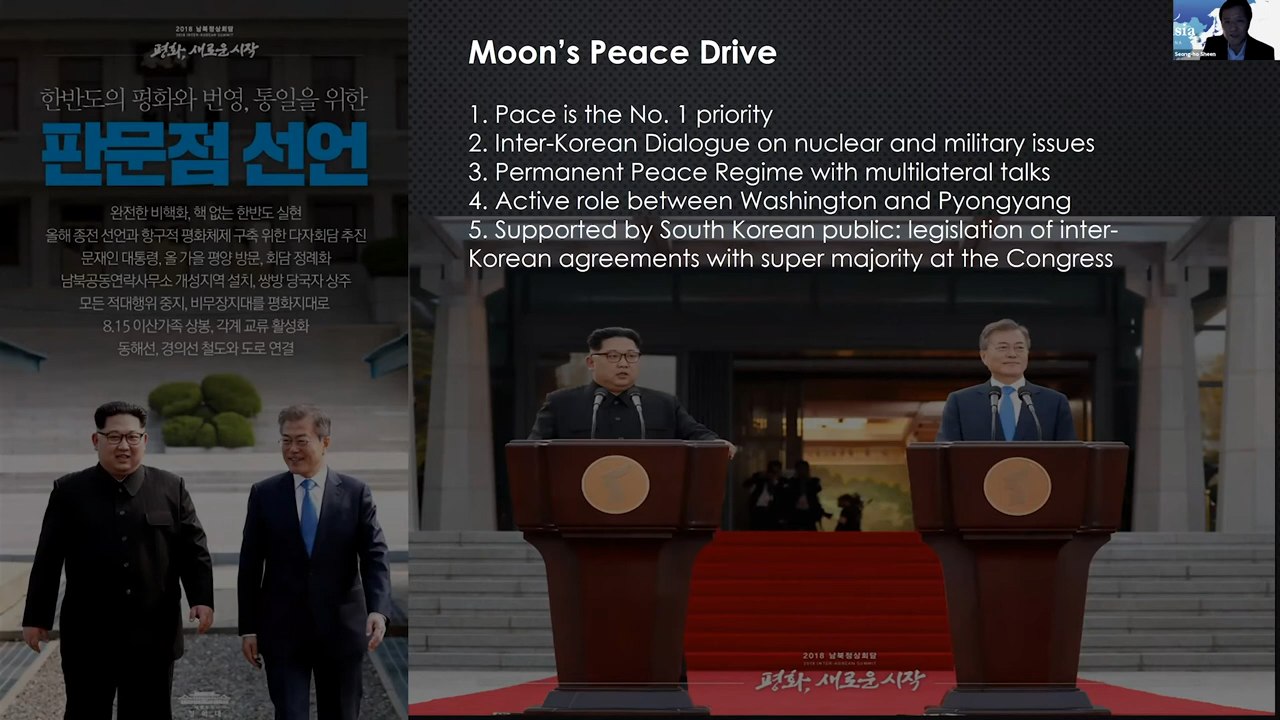 2018 남북정상회담
2018 INTER-KOREAN SUMMIT
평화, 새로운 시작
한반도의 평화와 번영, 통일을 위한
판문점 선언
완전한 비핵화, 핵 없는 한반도 실현
올해 종전 선언과 항구적 평화체제 구축 위한 다자회담 추진
문재인 대통령, 올 가을 평양 방문, 회담 정례화
남북공동연락사무소 개성지역 설치, 쌍방 당국자 상주
모든 적대행위 중지, 비무장지대를 평화지대로
8.15 이산가족 상봉, 각계 교류 활성화
동해선, 경의선 철도와 도로 연결
Moon's Peace Drive
1. Pace is the No. 1 priority
2. Inter-Korean Dialogue on nuclear and military issues
3. Permanent Peace Regime with multilateral talks
4. Active role between Washington and Pyongyang
5. Supported by South Korean public: legislation of inter-
Korean agreements with super majority at the Congress
2018 남북정상회담
2018 INTER-KOREAN SUMMIT
평화, 새로운 시작
sia
Seong-ho Sheen